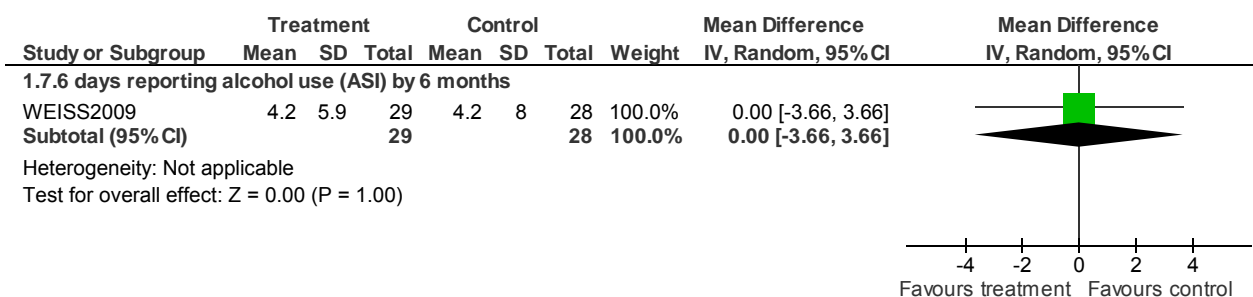 Treatment Control Mean Difference Mean Difference
Study or Subgroup Mean SD Total Mean SD Total Weight IV, Random, 95% CI IV, Random, 95% CI
1.7.6 days reporting alcohol use (ASI) by 6 months
WEISS2009 4.2 5.9 29 4.2 8 28 100.0% 0.00 [-3.66, 3.66]
Subtotal (95% CI) 29 28 100.0% 0.00 [-3.66, 3.66]
Heterogeneity: Not applicable
Test for overall effect: Z = 0.00 (P = 1.00)
-4 -2 0 2 4
Favours treatment Favours control